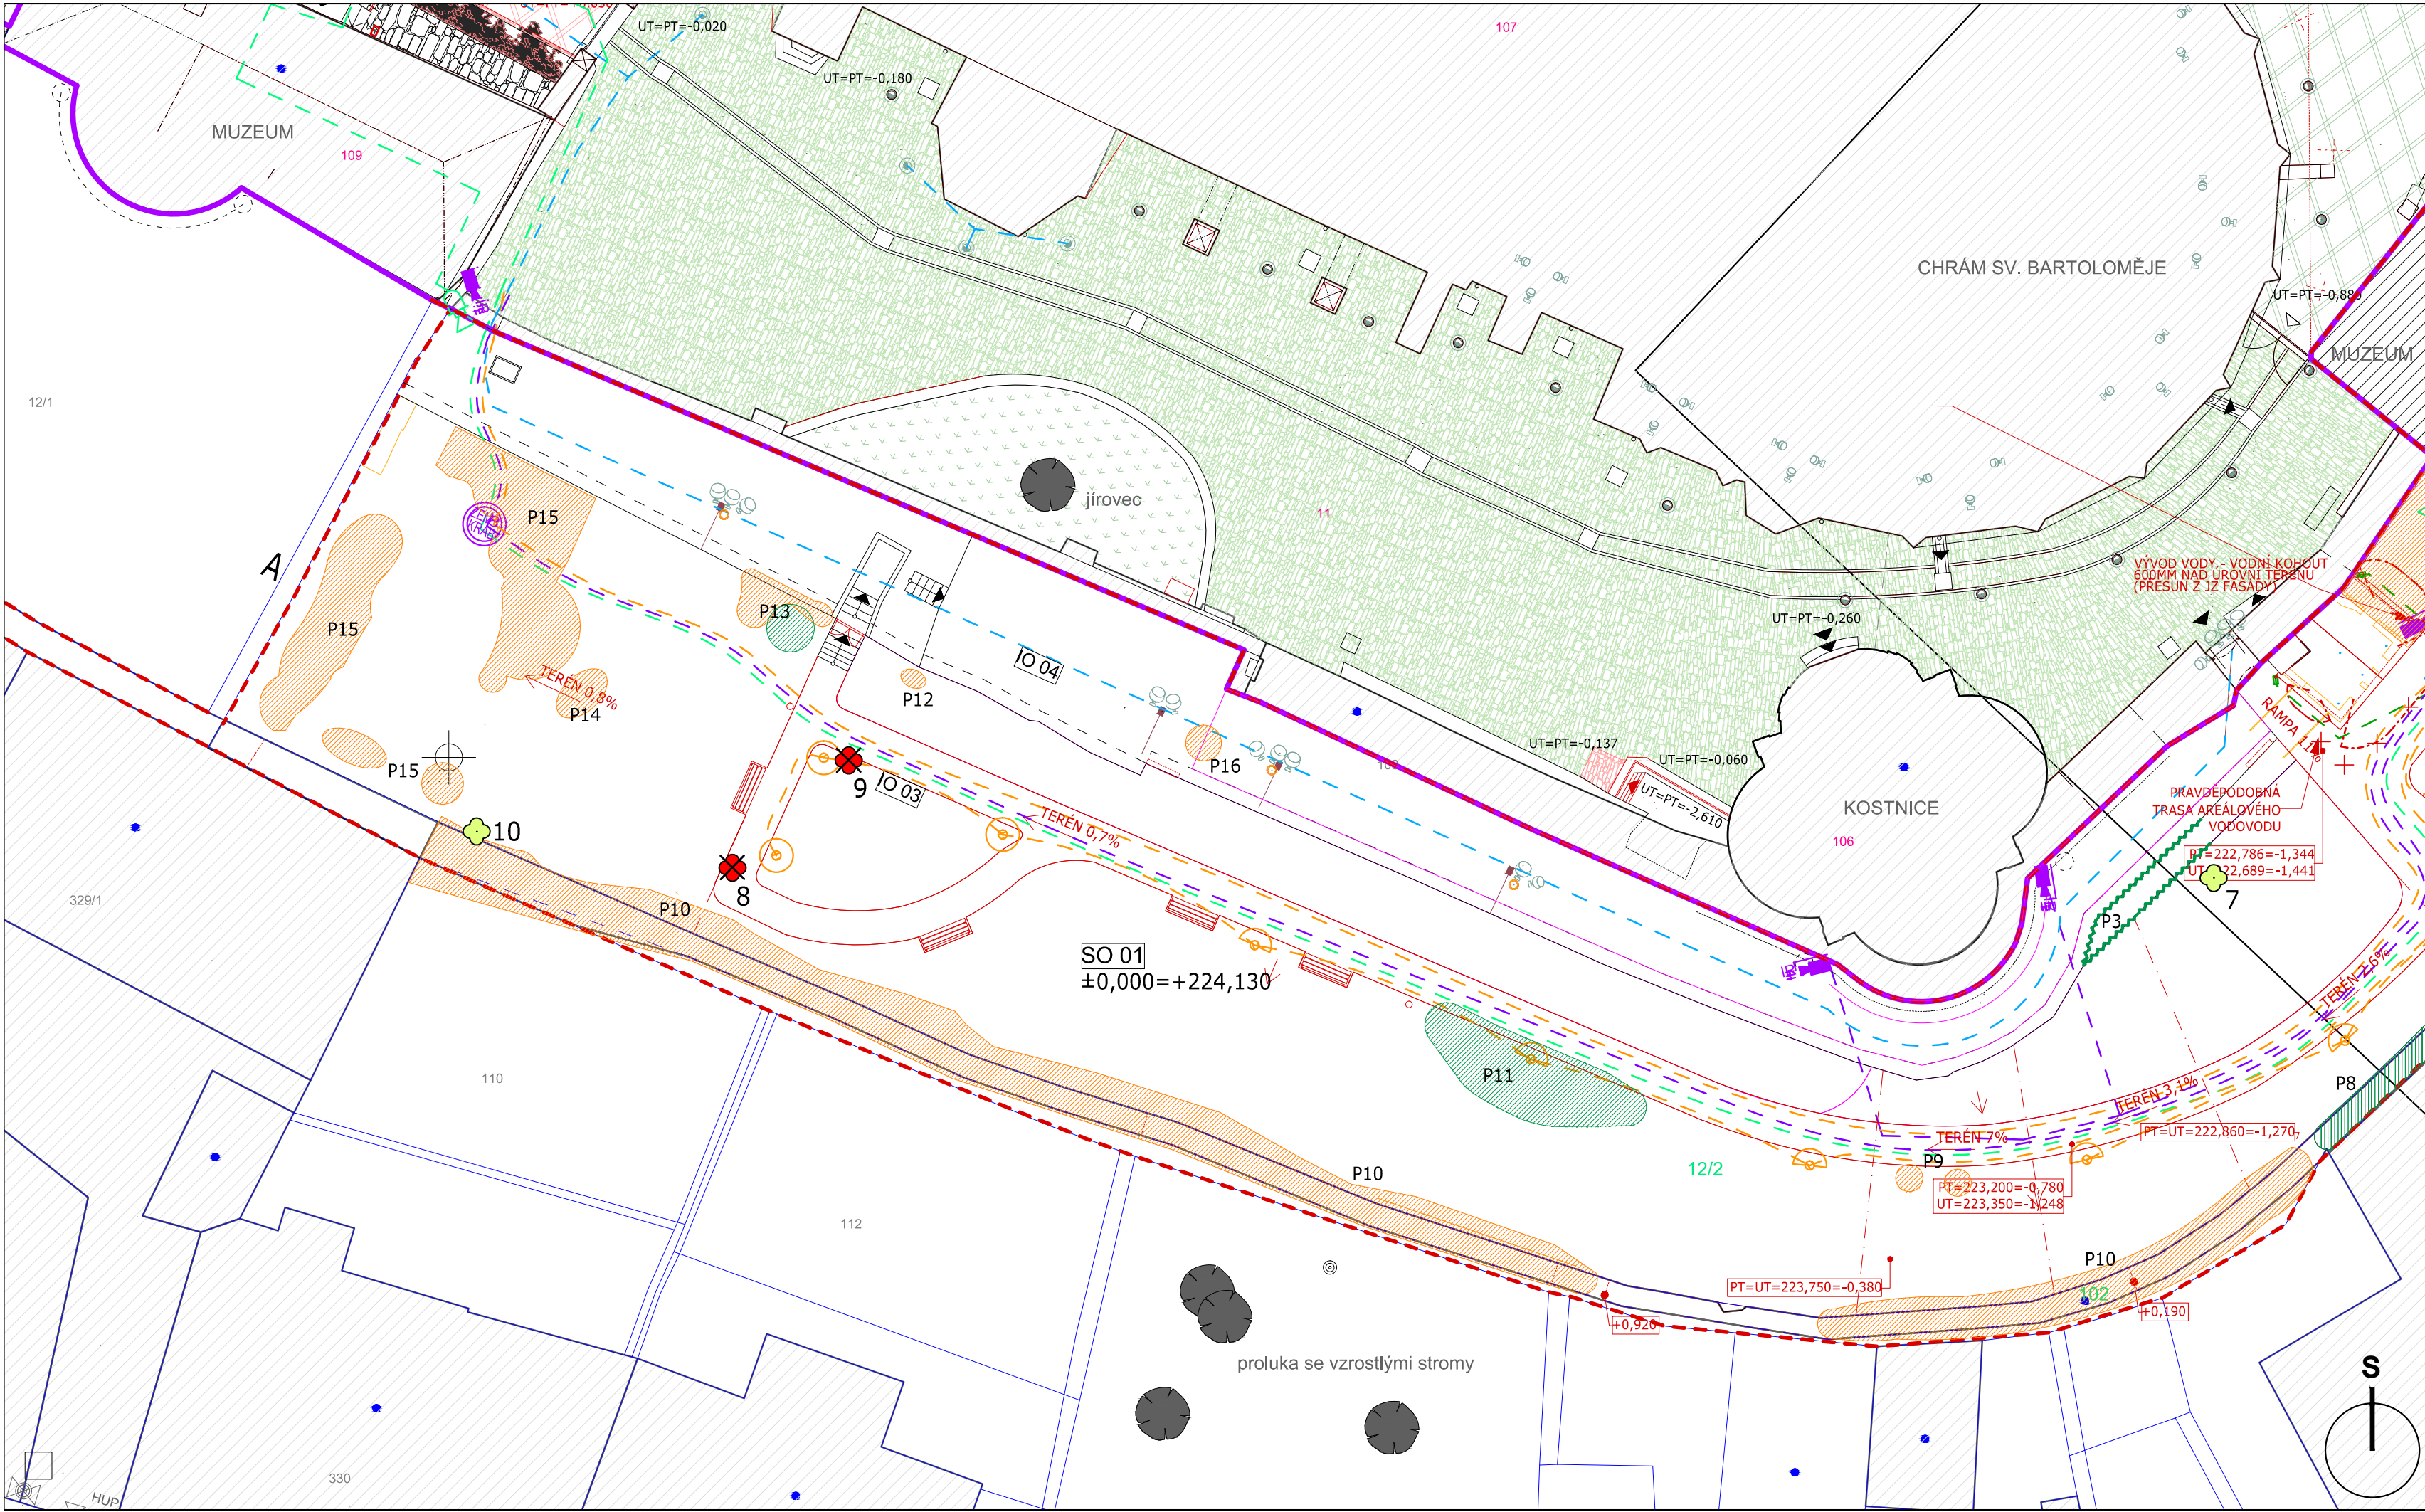 UT=PT=-0,020
107
UT=PT=-0,180
MUZEUM
109
CHRÁM SV. BARTOLOMĚJE
UT=PT=-0,880
MUZEUM
12/1
jírovec
11
P15
A
VÝVOD VODY - VODNÍ KOHOUT
600MM NAD ÚROVNÍ TERÉNU
(PŘESUN Z JZ FASÁDY)
P13
UT=PT=-0,260
P15
IO 04
TERÉN 0,8%
P12
P14
RAMPA
UT=PT=-0,137
P16
UT=PT=-0,060
P15
9
IO 03
UT=PT=-2,610
PRAVDĚPODOBNÁ
TRASA AREÁLOVÉHO
VODOVODU
KOSTNICE
TERÉN 0,7%
10
106
PT=222,786=-1,344
UT=222,689=-1,441
8
7
329/1
P10
P3
SO 01
±0,000=+224,130
TERÉN 2,6%
110
P11
P8
TERÉN 3,1%
PT=UT=222,860=-1,270
TERÉN 7%
12/2
P9
P10
PT=223,200=-0,780
UT=223,350=-1,248
112
P10
PT=UT=223,750=-0,380
102
+0,190
+0,920
proluka se vzrostlými stromy
S
330
HUP